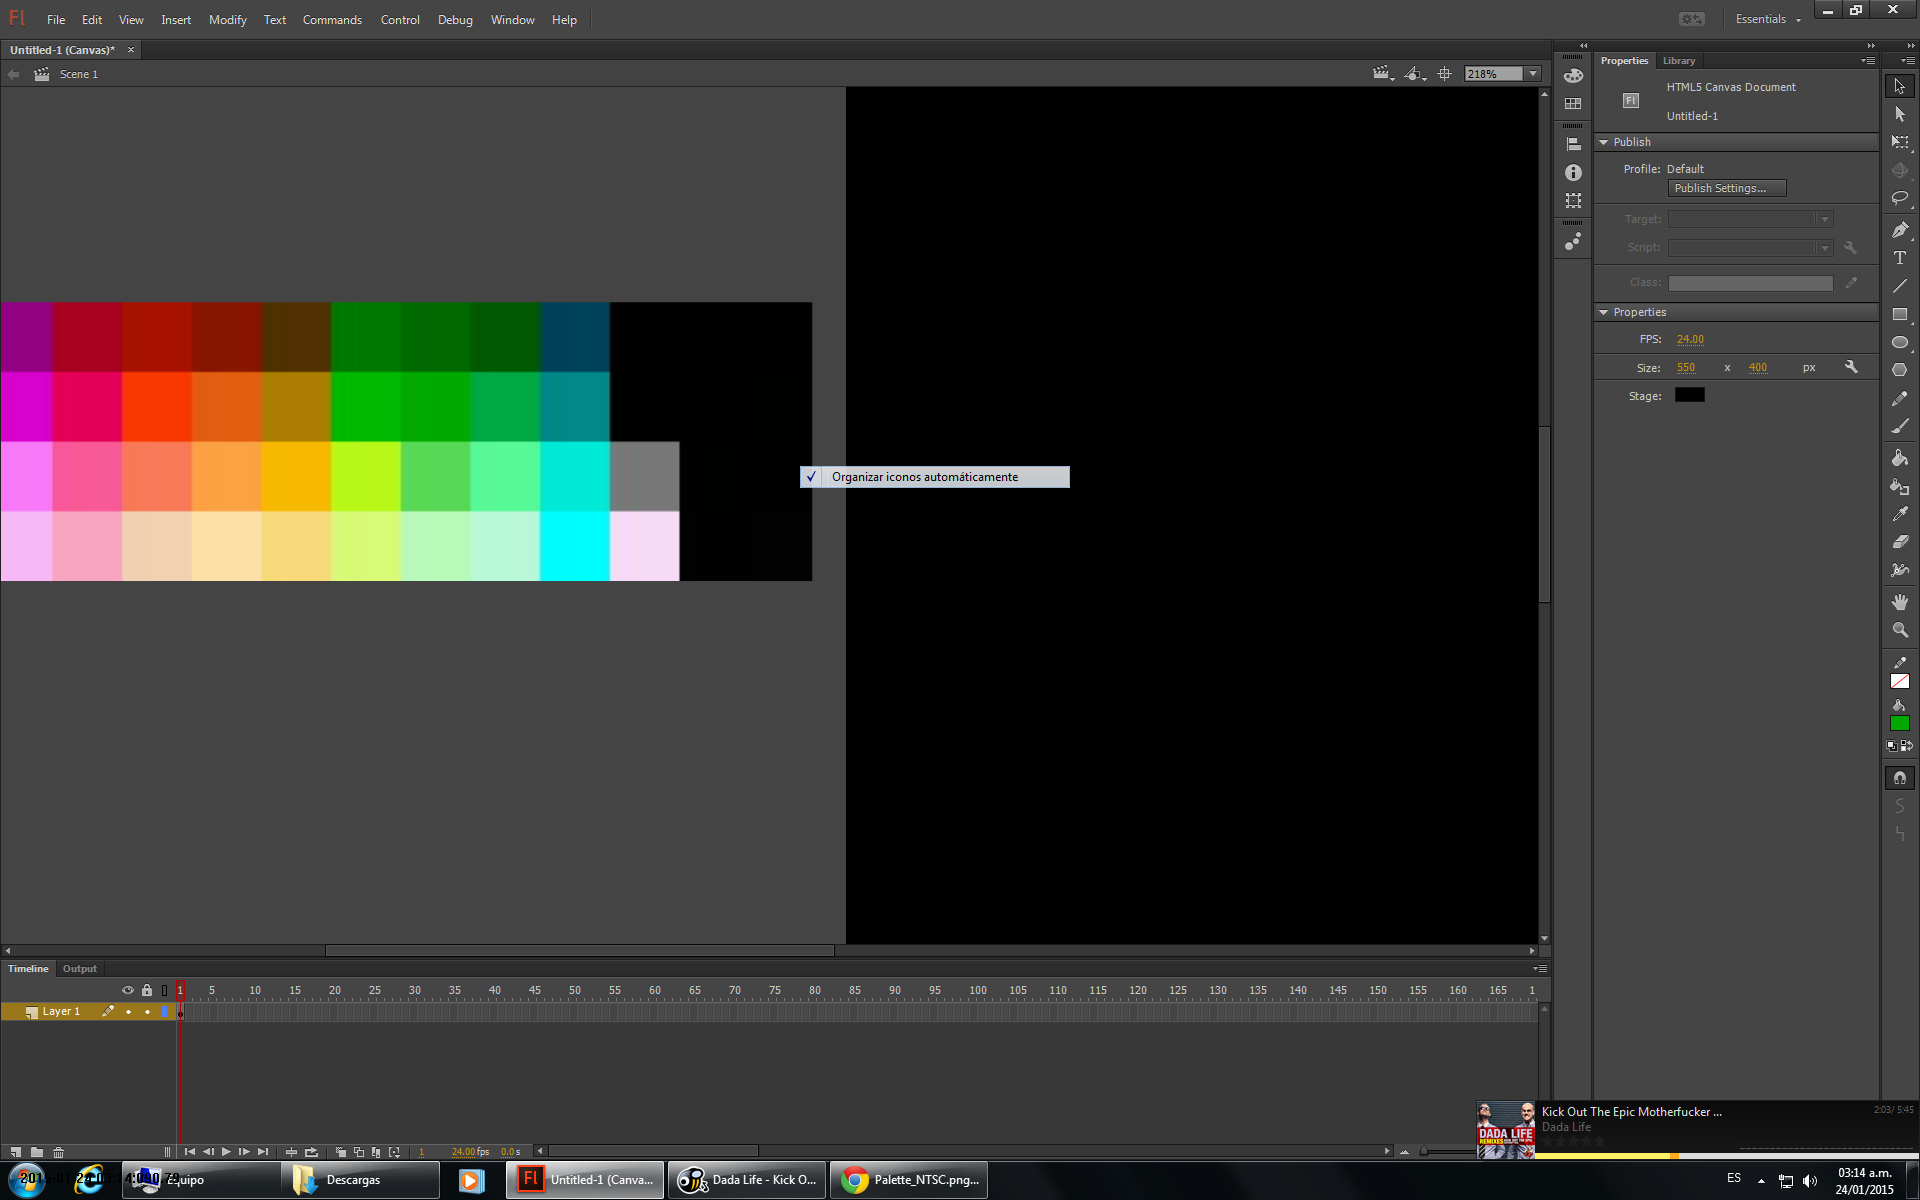 Fl File Edit View Insert Modify Text Commands Control Debug Window Help Essentials
Untitled-1 (Canvas)* ×
Scene 1
218%
Properties Library
HTML5 Canvas Document
Fl
Untitled-1
Publish
Profile: Default
Publish Settings...
Target:
Script:
Class:
Properties
FPS: 24.00
Size: 550 x 400 px
Stage:
✓ Organizar iconos automáticamente
Timeline Output
1 5 10 15 20 25 30 35 40 45 50 55 60 65 70 75 80 85 90 95 100 105 110 115 120 125 130 135 140 145 150 155 160 165 1
Layer 1
1 24.00 fps 0.0 s
Kick Out The Epic Motherfucker ... 2:03/ 5:45
Dada Life
DADA LIFE
Equipo
Descargas
Fl Untitled-1 (Canva...
Dada Life - Kick O...
Palette_NTSC.png...
ES
03:14 a.m.
24/01/2015